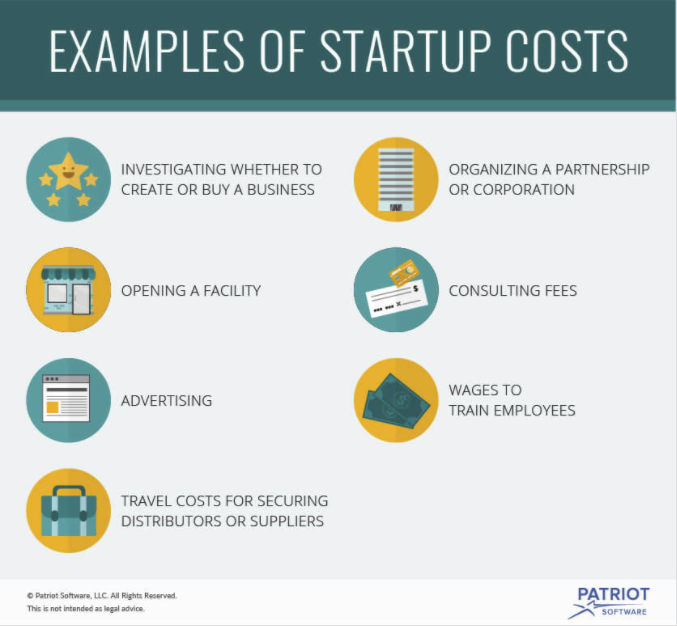 EXAMPLES OF STARTUP COSTS
INVESTIGATING WHETHER TO
CREATE OR BUY A BUSINESS
ORGANIZING A PARTNERSHIP
OR CORPORATION
OPENING A FACILITY
$
X
CONSULTING FEES
ADVERTISING
WAGES TO
TRAIN EMPLOYEES
TRAVEL COSTS FOR SECURING
DISTRIBUTORS OR SUPPLIERS
© Patriot Software, LLC. All Rights Reserved.
This is not intended as legal advice.
PATRIOT
SOFTWARE